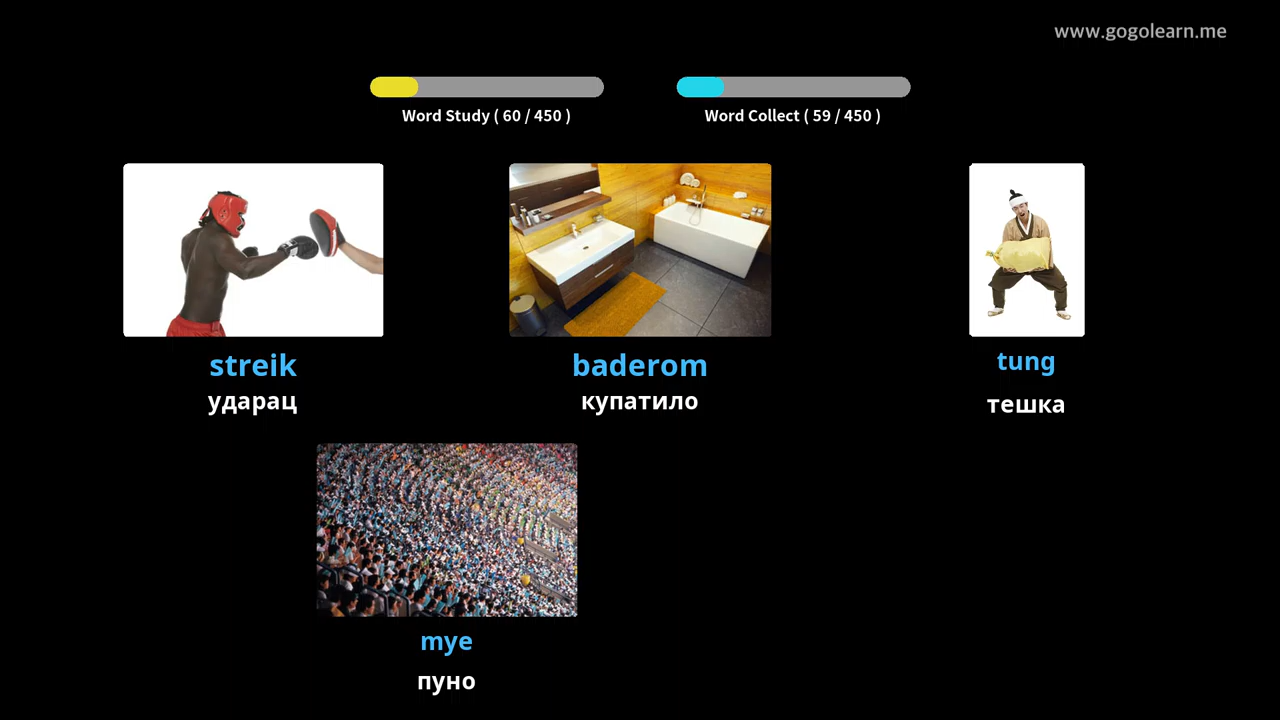 www.gogolearn.me
Word Study ( 60 / 450 )
Word Collect ( 59 / 450 )
streik
ударац
baderom
купатило
tung
тешка
mye
пуно